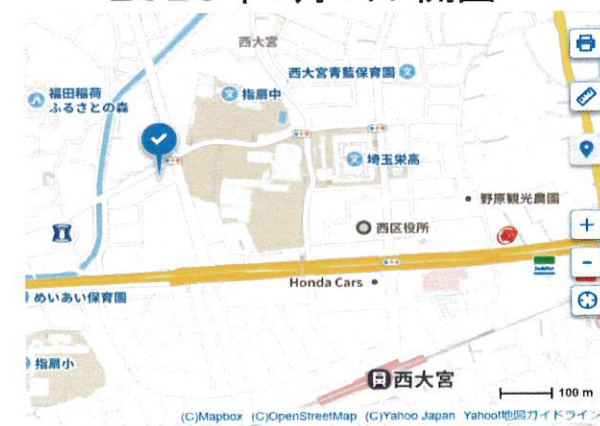 西大宮
西大宮青藍保育園
福田稲荷
ふるさとの森
指扇中
埼玉栄高
野原観光農園
西区役所
Honda Cars
めいあい保育園
指扇小
西大宮
100 m
(C)Mapbox (C)OpenStreetMap (C)Yahoo Japan Yahoo!地図ガイドライン